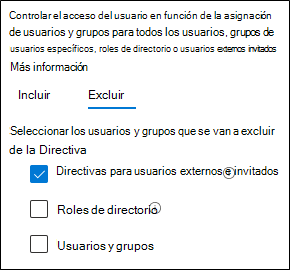 Controlar el acceso del usuario en función de la asignación
de usuarios y grupos para todos los usuarios, grupos de
usuarios específicos, roles de directorio o usuarios externos invitados
Más información
Incluir Excluir
Seleccionar los usuarios y grupos que se van a excluir
de la Directiva
Directivas para usuarios externos e invitados
Roles de directorio
Usuarios y grupos